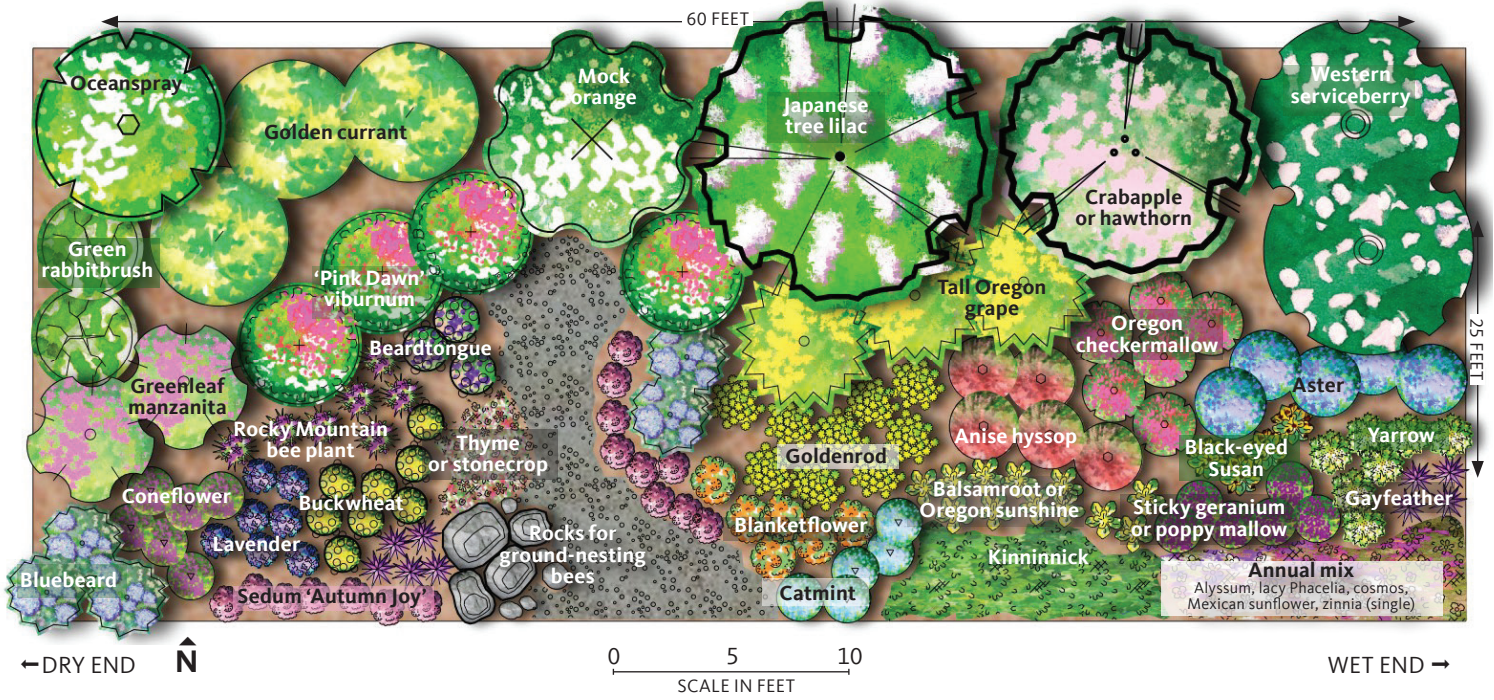 60 FEET
Oceanspray
Golden currant
Mock
orange
Japanese
tree lilac
Crabapple
or hawthorn
Western
serviceberry
Green
rabbitbrush
'Pink Dawn'
viburnum
Tall Oregon
grape
Beardtongue
Oregon
checkermallow
25 FEET
Greenleaf
manzanita
Aster
Rocky Mountain
bee plant
Thyme
or stonecrop
Goldenrod
Anise hyssop
Black-eyed
Susan
Yarrow
Coneflower
Buckwheat
Balsamroot or
Oregon sunshine
Sticky geranium
or poppy mallow
Gayfeather
Lavender
Rocks for
ground-nesting
bees
Blanketflower
Kinninnick
Bluebeard
Sedum 'Autumn Joy'
Catmint
Annual mix
Alyssum, lacy Phacelia, cosmos,
Mexican sunflower, zinnia (single)
←DRY END
N
0 5 10
SCALE IN FEET
WET END →